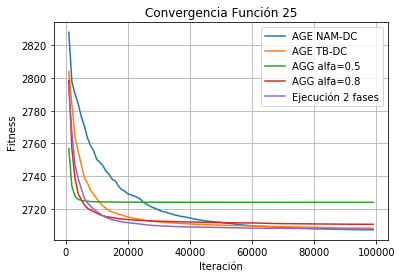 Convergencia Función 25
Fitness
2820
2800
2780
2760
2740
2720
AGE NAM-DC
AGE TB-DC
AGG alfa=0.5
AGG alfa=0.8
Ejecución 2 fases
0
20000
40000
60000
80000
100000
Iteración